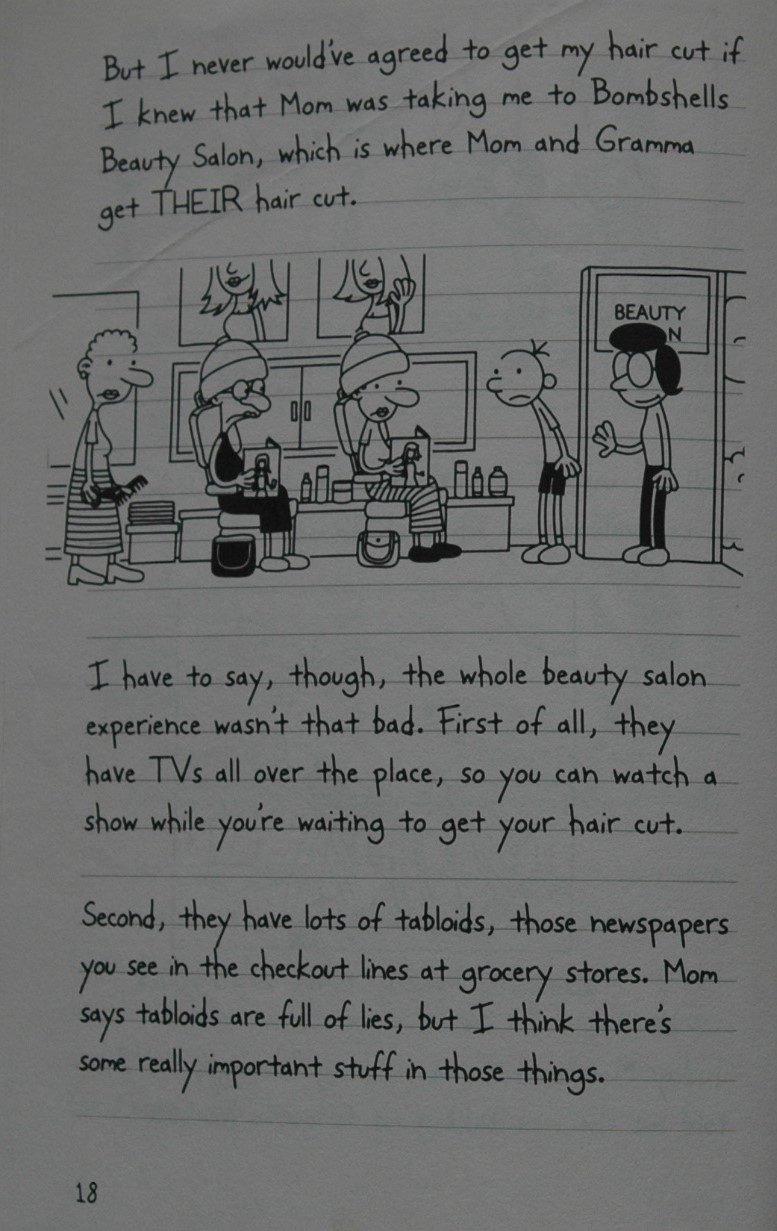 But I never would've agreed to get my hair cut if
I knew that Mom was taking me to Bombshells
Beauty Salon, which is where Mom and Gramma
get THEIR hair cut.
BEAUTY
N
I have to say, though, the whole beauty salon
experience wasn't that bad. First of all, they
have TVs all over the place, so you can watch a
show while you're waiting to get your hair cut.
Second, they have lots of tabloids, those newspapers
you see in the checkout lines at grocery stores. Mom
says tabloids are full of lies, but I think there's
some really important stuff in those things.
18